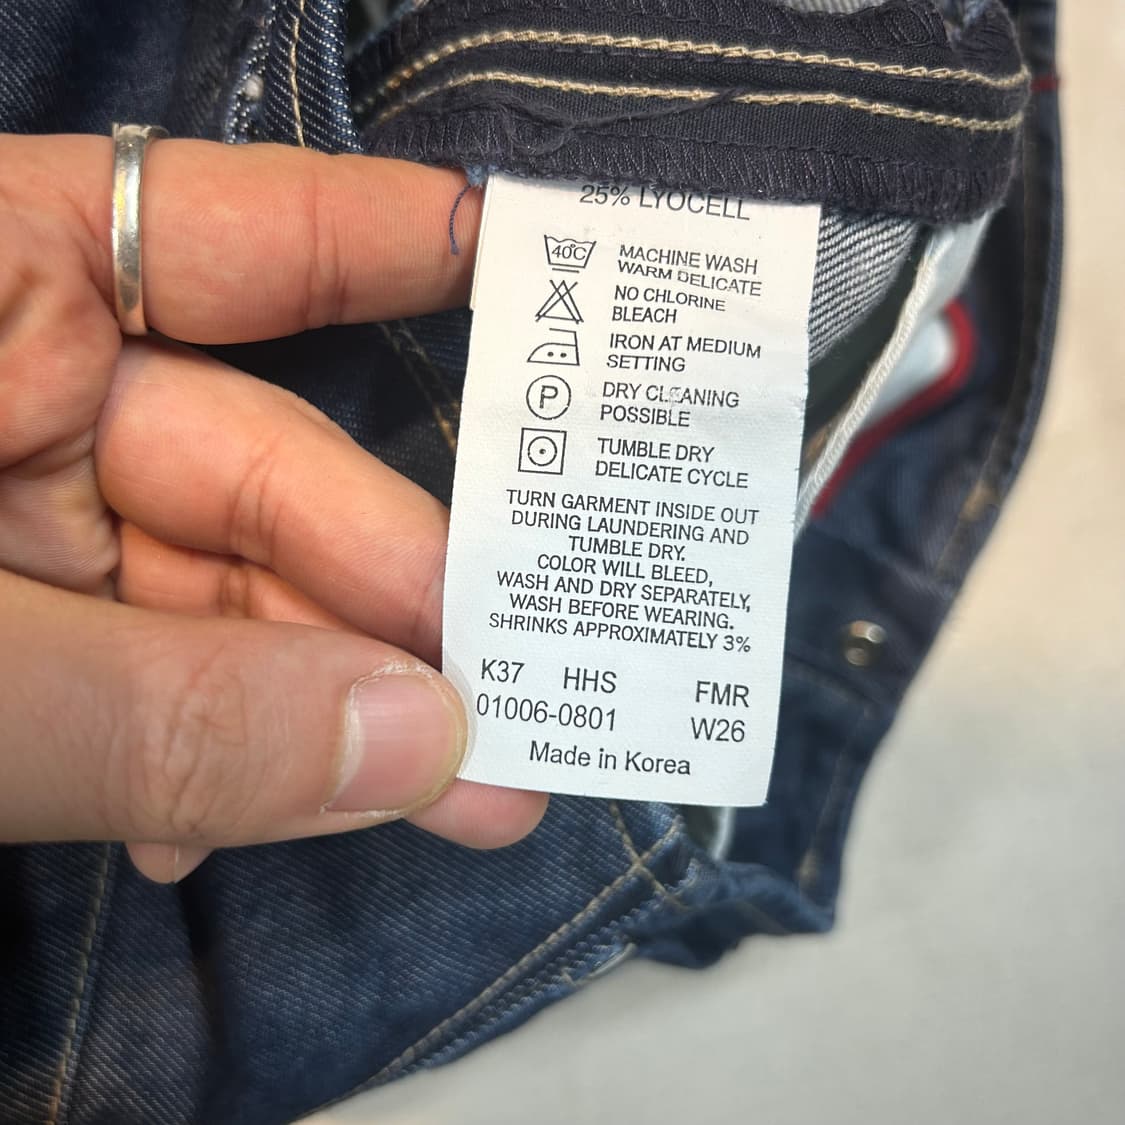 25% LYOCELL
40°C MACHINE WASH
WARM DELICATE
NO CHLORINE
BLEACH
IRON AT MEDIUM
SETTING
P DRY CLEANING
POSSIBLE
TUMBLE DRY
DELICATE CYCLE
TURN GARMENT INSIDE OUT
DURING LAUNDERING AND
TUMBLE DRY.
COLOR WILL BLEED,
WASH AND DRY SEPARATELY,
WASH BEFORE WEARING.
SHRINKS APPROXIMATELY 3%
K37 HHS FMR
01006-0801 W26
Made in Korea